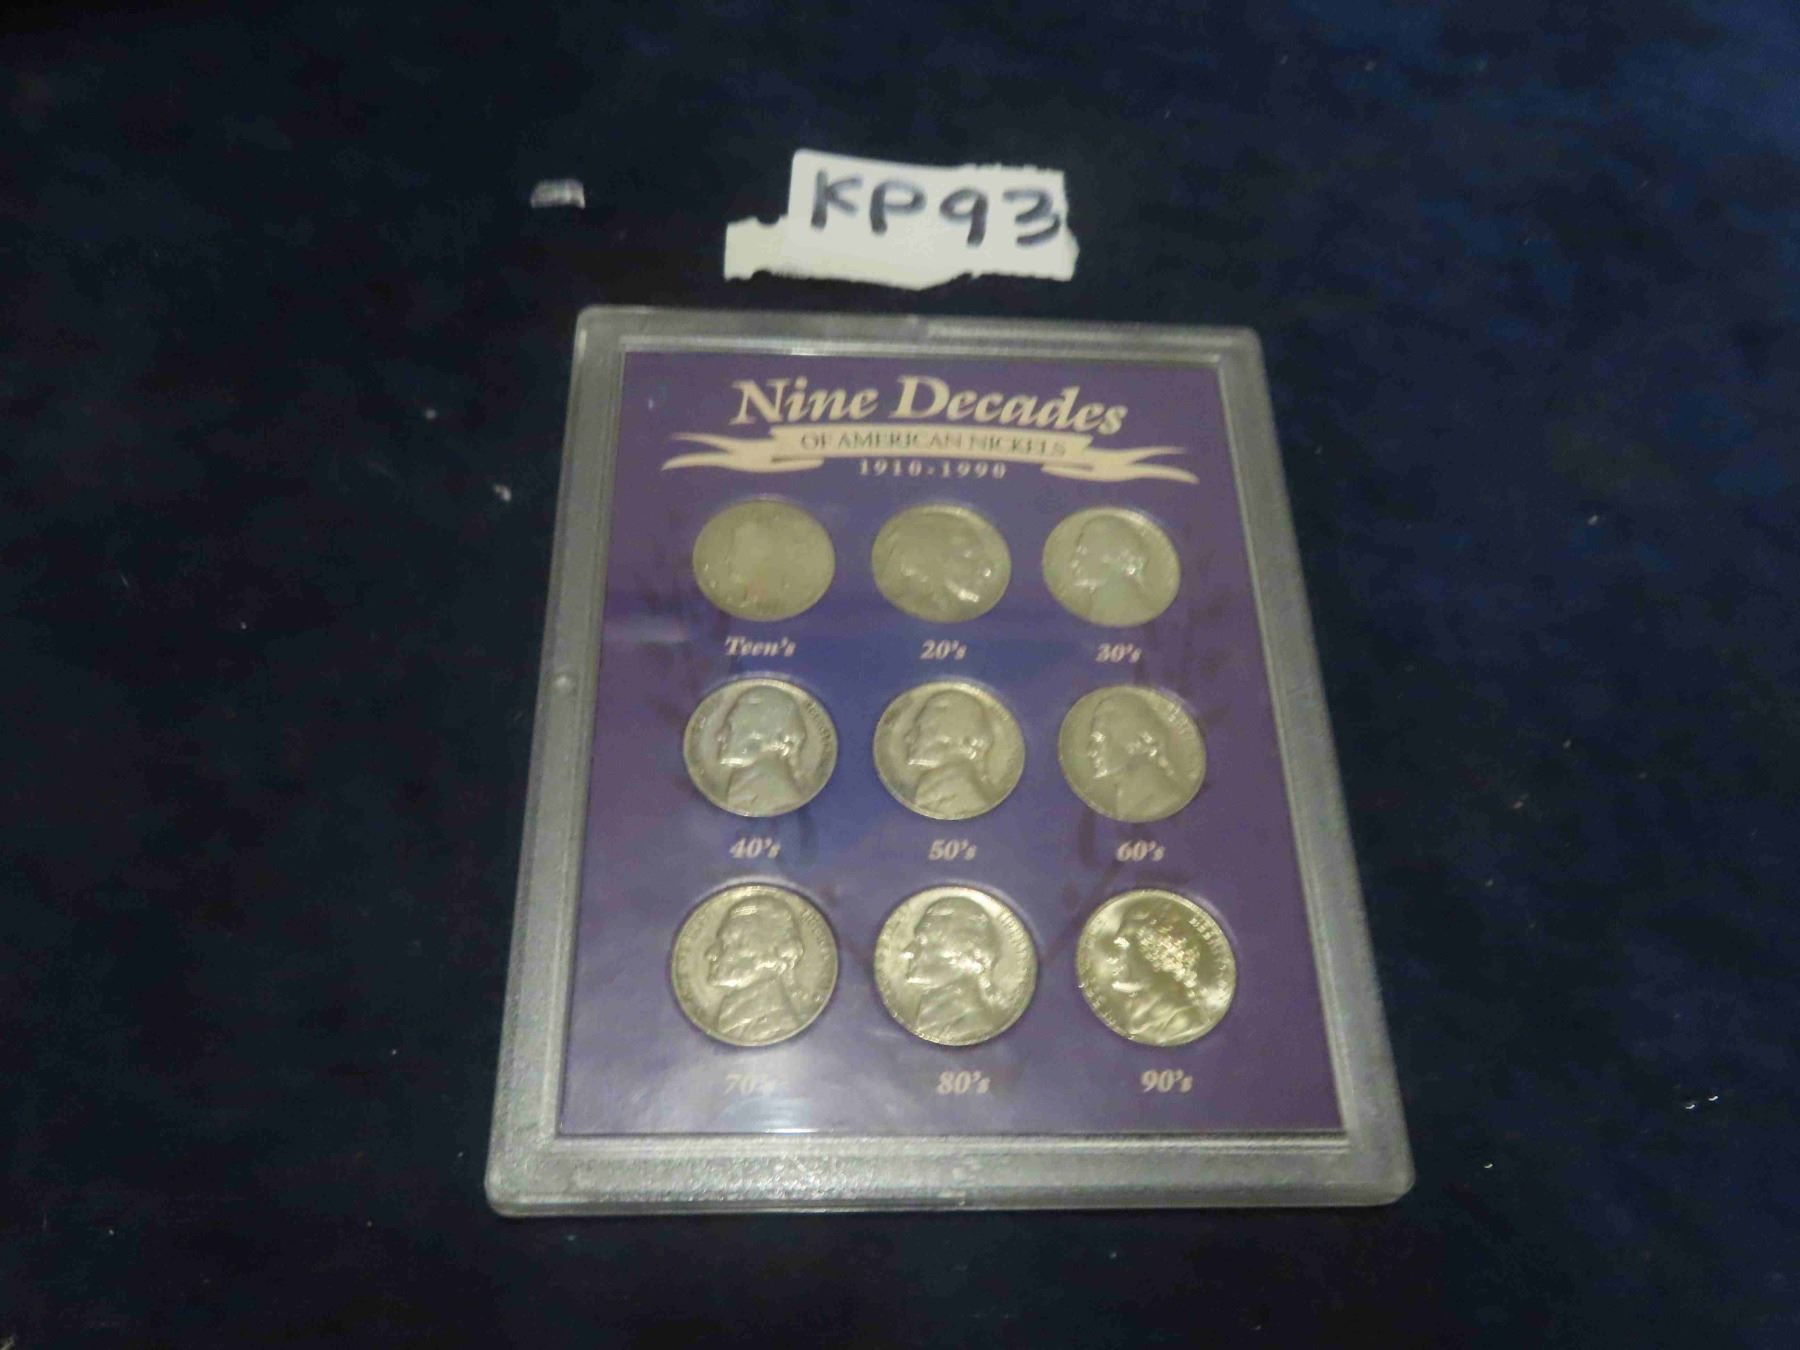 KP93
Nine Decades
OF AMERICAN NICKELS
1910-1990
Teen's 20's 30's
40's 50's 60's
70's 80's 90's